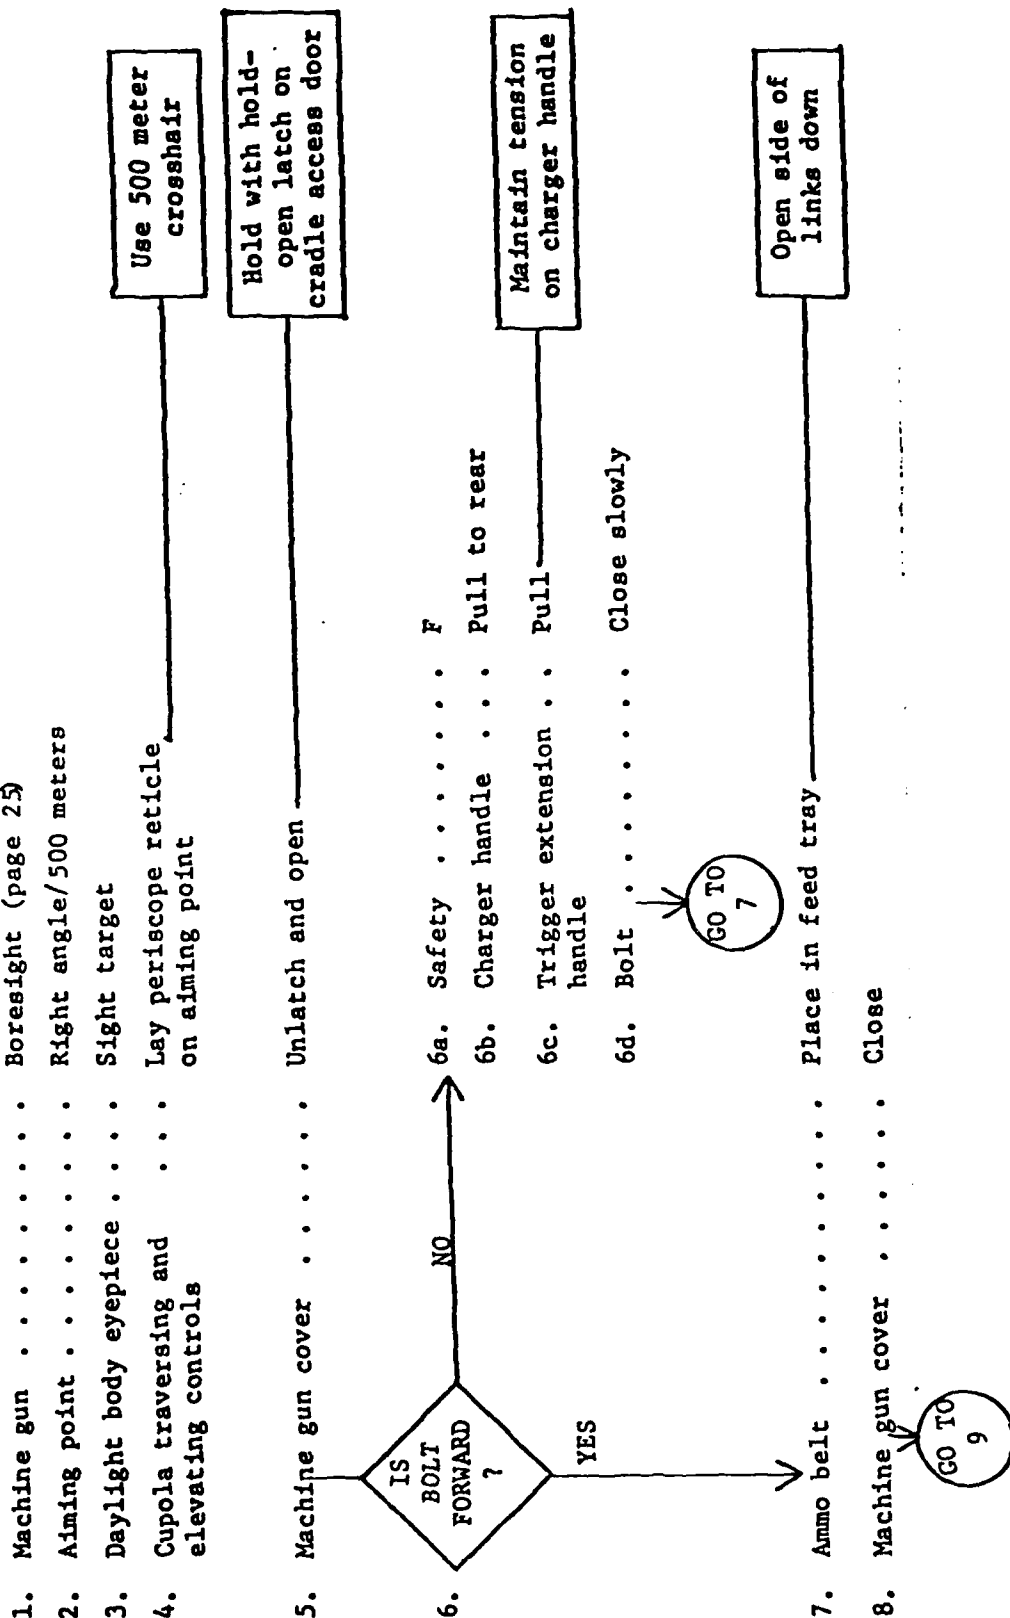 1. Machine gun . . . . . . . . Boresight (page 25)
2. Aiming point . . . . . . . Right angle/500 meters
3. Daylight body eyepiece . . . . Sight target
4. Cupola traversing and . . . Lay periscope reticle
elevating controls on aiming point
Use 500 meter
crosshair
5. Machine gun cover . . . . . . Unlatch and open
Hold with hold-
open latch on
cradle access door
6. IS
BOLT
FORWARD
?
NO
6a. Safety . . . . . . . . F
6b. Charger handle . . . . Pull to rear
6c. Trigger extension . . Pull
handle
Maintain tension
on charger handle
6d. Bolt . . . . . . . . Close slowly
GO TO
7
YES
7. Ammo belt . . . . . . . . . Place in feed tray
Open side of
links down
8. Machine gun cover . . . . . . Close
GO TO
9